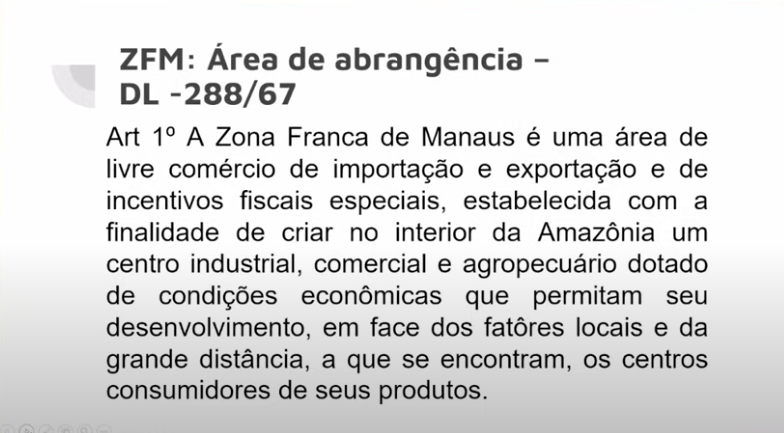 ZFM: Área de abrangência –
DL -288/67
Art 1º A Zona Franca de Manaus é uma área de
livre comércio de importação e exportação e de
incentivos fiscais especiais, estabelecida com a
finalidade de criar no interior da Amazônia um
centro industrial, comercial e agropecuário dotado
de condições econômicas que permitam seu
desenvolvimento, em face dos fatôres locais e da
grande distância, a que se encontram, os centros
consumidores de seus produtos.